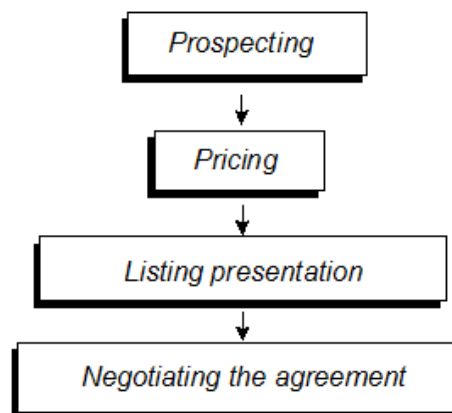 Prospecting
Pricing
Listing presentation
Negotiating the agreement